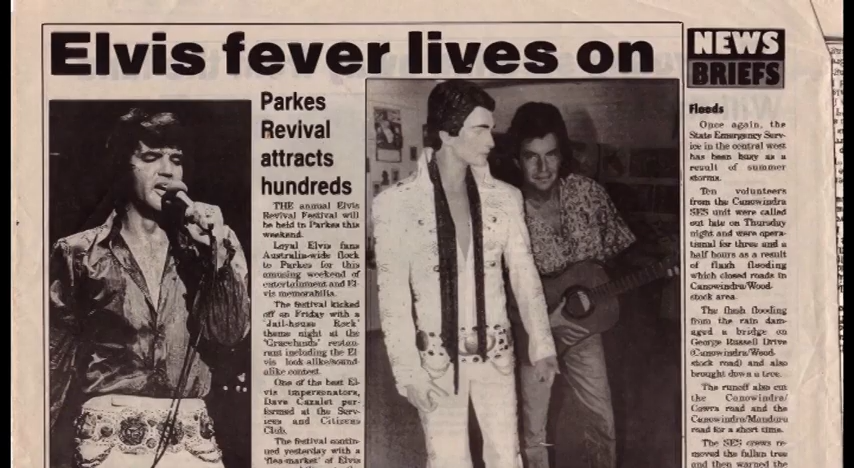 Elvis fever lives on
Parkes
Revival
attracts
hundreds
THE annual Elvis
Revival Festival will
be held in Parkes this
weekend.
Loyal Elvis fans
Australia-wide flock
to Parkes for this
amusing weekend of
entertainment and El-
vis memorabilia.
The festival kicked
off on Friday with a
'Jail-house Rock'
theme night at the
'Gracelands' restau-
rant including the El-
vis look-alike/sound-
alike contest.
One of the best El-
vis impersonators,
Dave Cazalet per-
formed at the Serv-
ices and Citizens
Club.
The festival contin-
ued yesterday with a
'flea-market' of Elvis
NEWS
BRIEFS
Floods
Once again, the
State Emergency Serv-
ice in the central west
has been busy as a
result of summer
storms.
Ten volunteers
from the Canowindra
SES unit were called
out late on Thursday
night and were opera-
tional for three and a
half hours as a result
of flash flooding
which closed roads in
Canowindra/Wood-
stock area.
The flash flooding
from the rain dam-
aged a bridge on
George Russell Drive
(Canowindra/Wood-
stock road) and also
brought down a tree.
The runoff also cut
the Canowindra/
Cowra road and the
Canowindra/Mandura
road for a short time.
The SES crews re-
moved the fallen tree
and then warned the